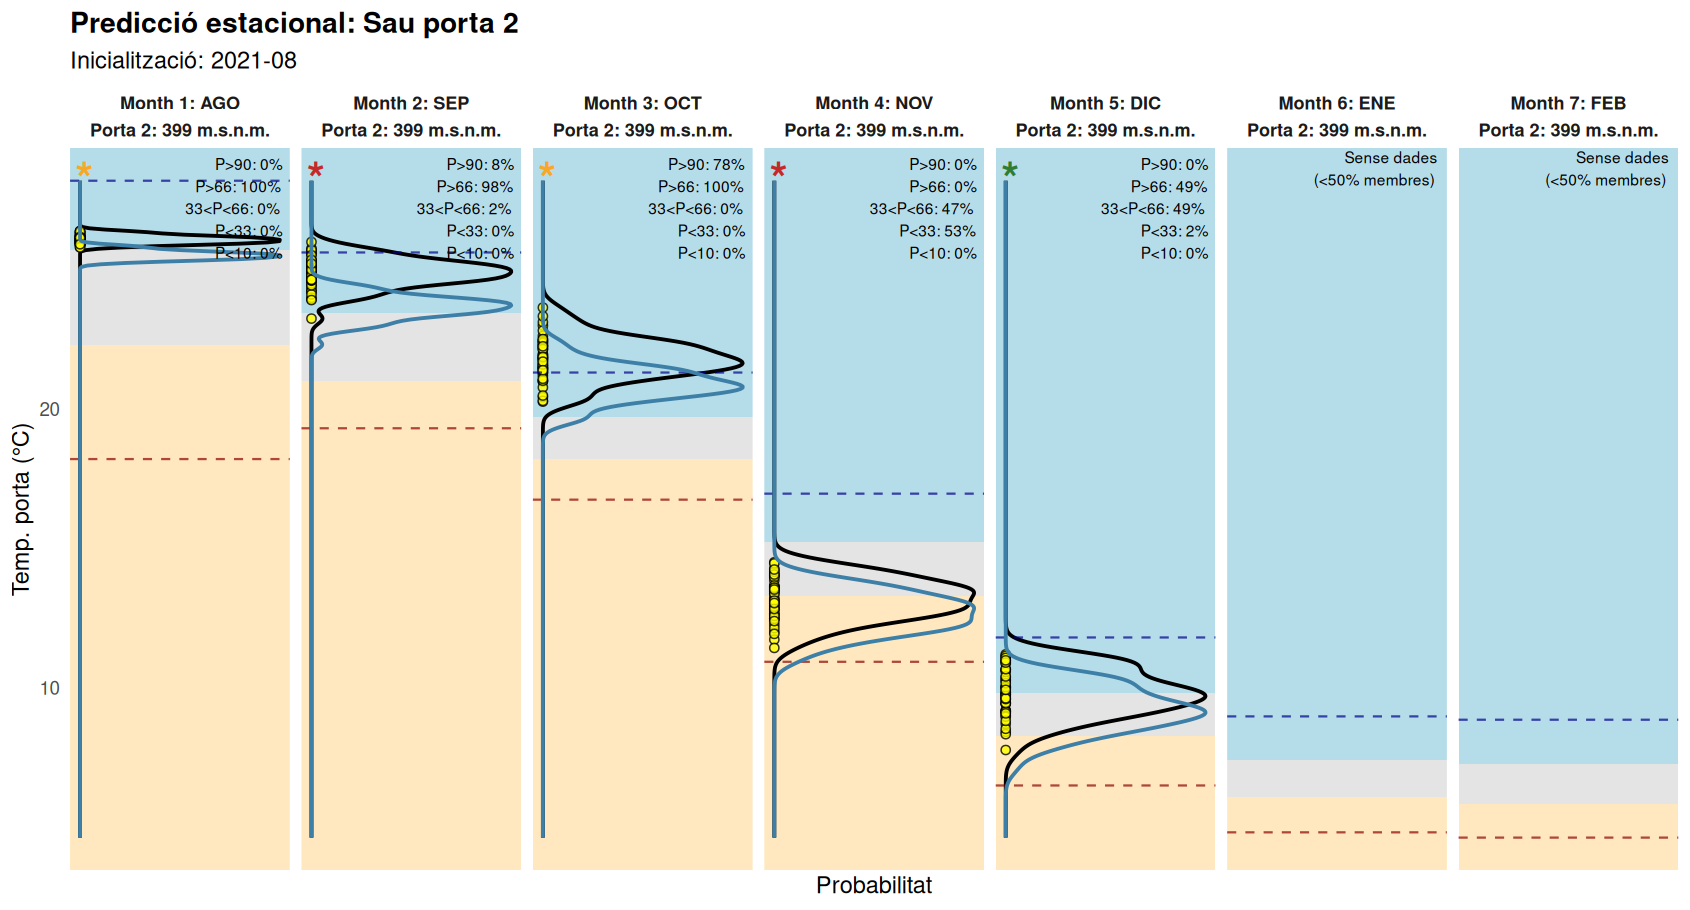 Predicció estacional: Sau porta 2
Inicialització: 2021-08
Month 1: AGO
Porta 2: 399 m.s.n.m.
Month 2: SEP
Porta 2: 399 m.s.n.m.
Month 3: OCT
Porta 2: 399 m.s.n.m.
Month 4: NOV
Porta 2: 399 m.s.n.m.
Month 5: DIC
Porta 2: 399 m.s.n.m.
Month 6: ENE
Porta 2: 399 m.s.n.m.
Month 7: FEB
Porta 2: 399 m.s.n.m.
*
P>90: 0%
P>66: 100%
33<P<66: 0%
P<33: 0%
P<10: 0%
*
P>90: 8%
P>66: 98%
33<P<66: 2%
P<33: 0%
P<10: 0%
*
P>90: 78%
P>66: 100%
33<P<66: 0%
P<33: 0%
P<10: 0%
*
P>90: 0%
P>66: 0%
33<P<66: 47%
P<33: 53%
P<10: 0%
*
P>90: 0%
P>66: 49%
33<P<66: 49%
P<33: 2%
P<10: 0%
Sense dades
(<50% membres)
Sense dades
(<50% membres)
20
10
Temp. porta (°C)
Probabilitat